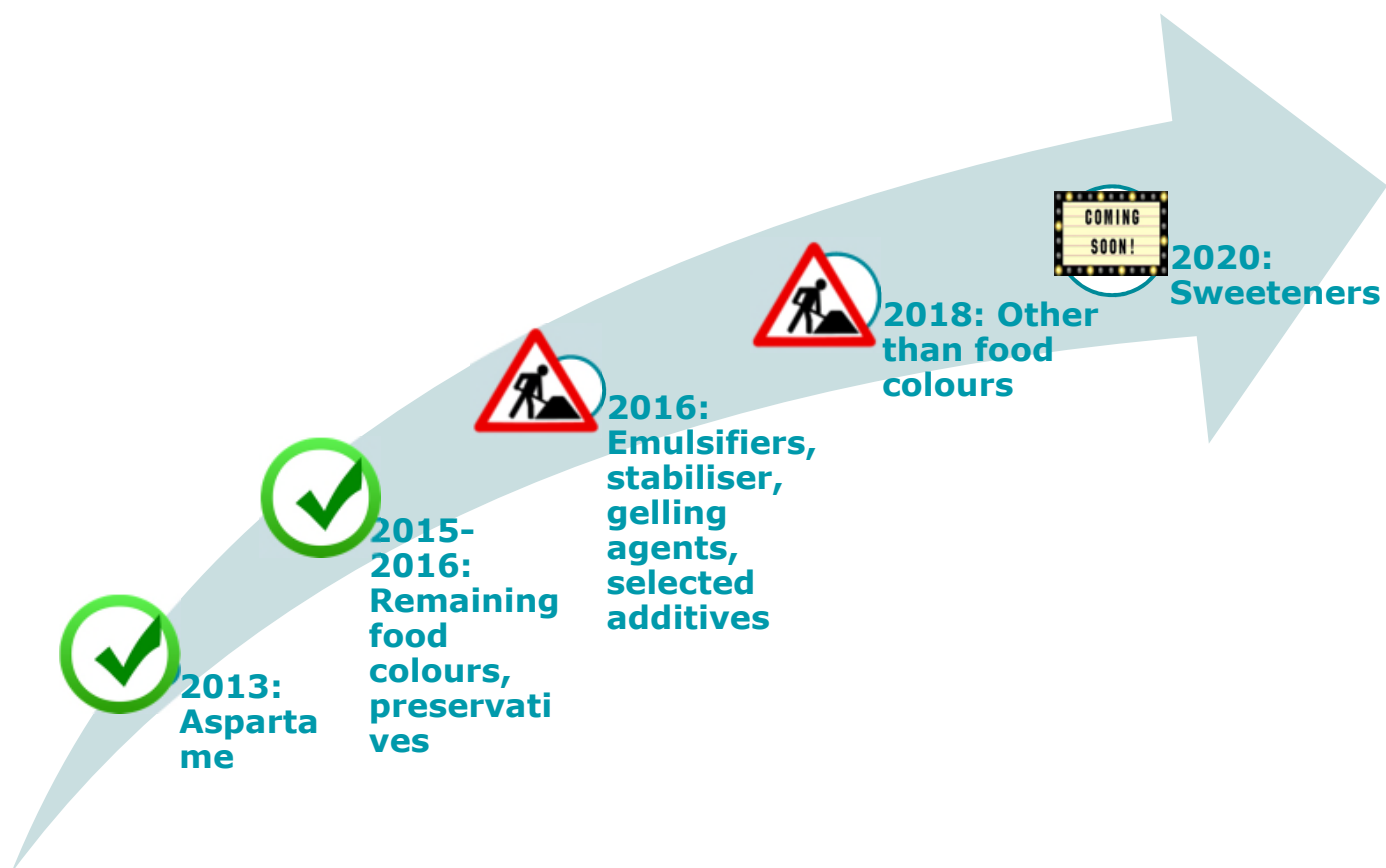 2013:
Asparta
me
2015-
2016:
Remaining
food
colours,
preservati
ves
2016:
Emulsifiers,
stabiliser,
gelling
agents,
selected
additives
2018: Other
than food
colours
COMING
SOON!
2020:
Sweeteners